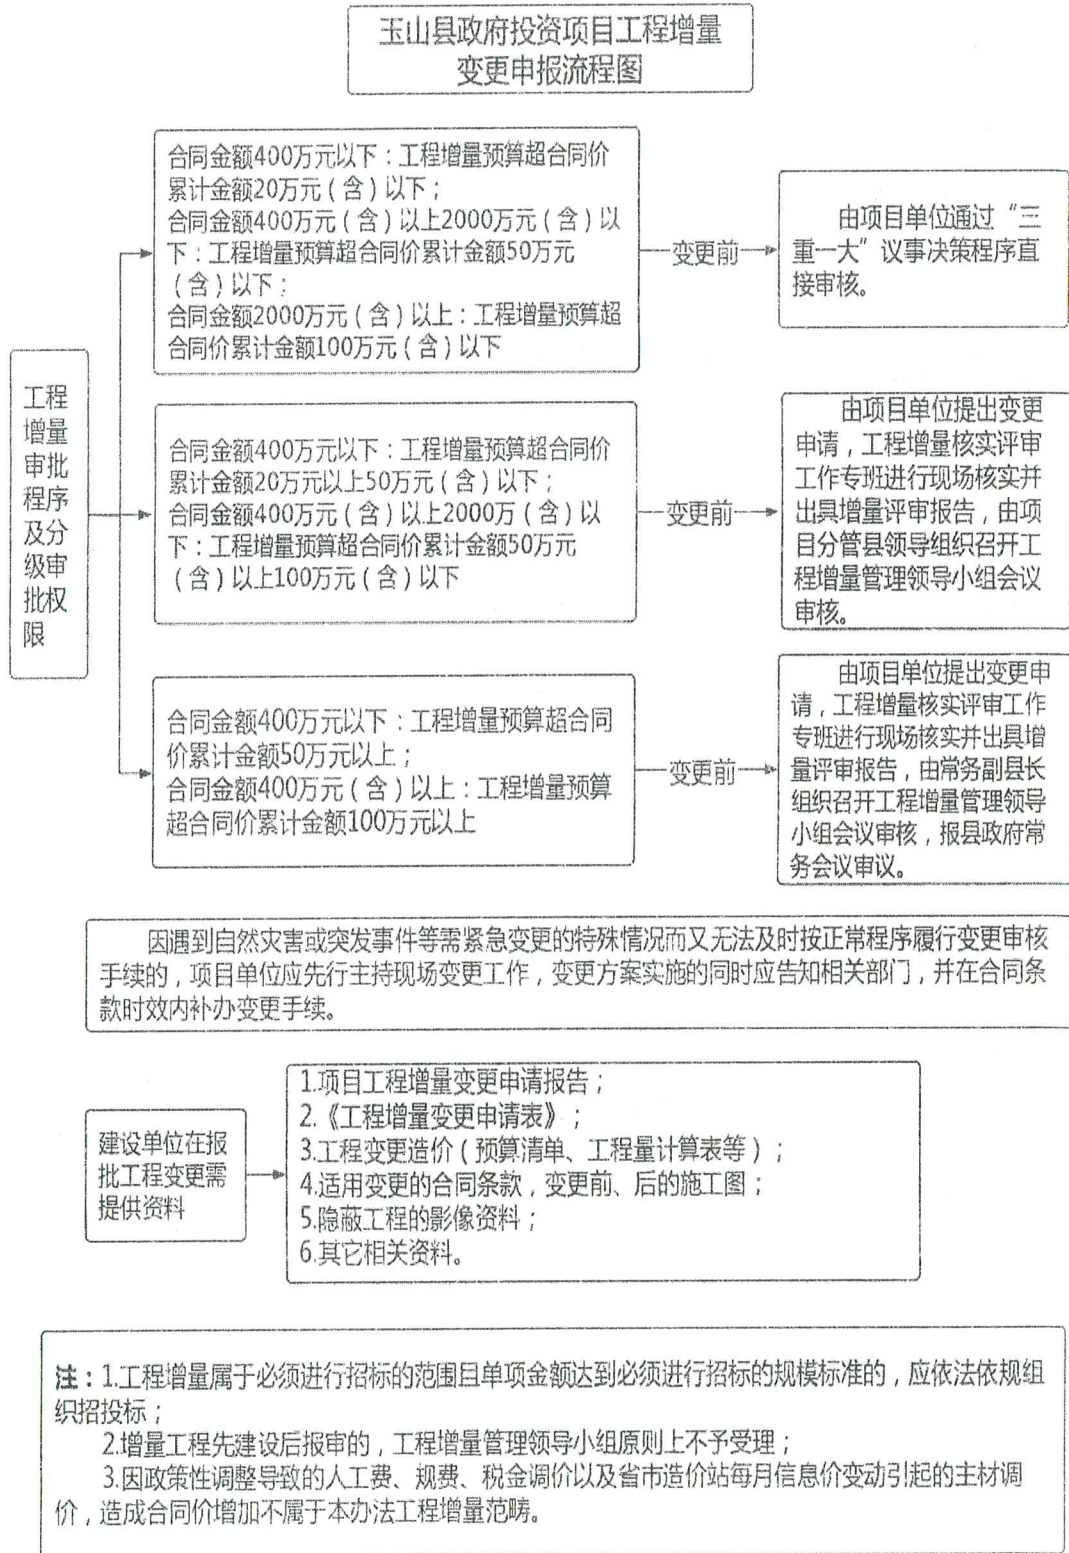 玉山县政府投资项目工程增量
变更申报流程图
合同金额400万元以下：工程增量预算超合同价
累计金额20万元（含）以下；
合同金额400万元（含）以上2000万元（含）以
下：工程增量预算超合同价累计金额50万元
（含）以下；
合同金额2000万元（含）以上：工程增量预算超
合同价累计金额100万元（含）以下
变更前
由项目单位通过“三
重一大”议事决策程序直
接审核。
工程
增量
审批
程序
及分
级审
批权
限
合同金额400万元以下：工程增量预算超合同价
累计金额20万元以上50万元（含）以下；
合同金额400万元（含）以上2000万（含）以
下：工程增量预算超合同价累计金额50万元
（含）以上100万元（含）以下
变更前
由项目单位提出变更
申请，工程增量核实评审
工作专班进行现场核实并
出具增量评审报告，由项
目分管县领导组织召开工
程增量管理领导小组会议
审核。
合同金额400万元以下：工程增量预算超合同
价累计金额50万元以上；
合同金额400万元（含）以上：工程增量预算
超合同价累计金额100万元以上
变更前
由项目单位提出变更申
请，工程增量核实评审工作
专班进行现场核实并出具增
量评审报告，由常务副县长
组织召开工程增量管理领导
小组会议审核，报县政府常
务会议审议。
因遇到自然灾害或突发事件等需紧急变更的特殊情况而又无法及时按正常程序履行变更审核
手续的，项目单位应先行主持现场变更工作，变更方案实施的同时应告知相关部门，并在合同条
款时效内补办变更手续。
建设单位在报
批工程变更需
提供资料
1.项目工程增量变更申请报告；
2.《工程增量变更申请表》；
3.工程变更造价（预算清单、工程量计算表等）；
4.适用变更的合同条款，变更前、后的施工图；
5.隐蔽工程的影像资料；
6.其它相关资料。
注：1.工程增量属于必须进行招标的范围且单项金额达到必须进行招标的规模标准的，应依法依规组
织招投标；
2.增量工程先建设后报审的，工程增量管理领导小组原则上不予受理；
3.因政策性调整导致的人工费、规费、税金调价以及省市造价站每月信息价变动引起的主材调
价，造成合同价增加不属于本办法工程增量范畴。